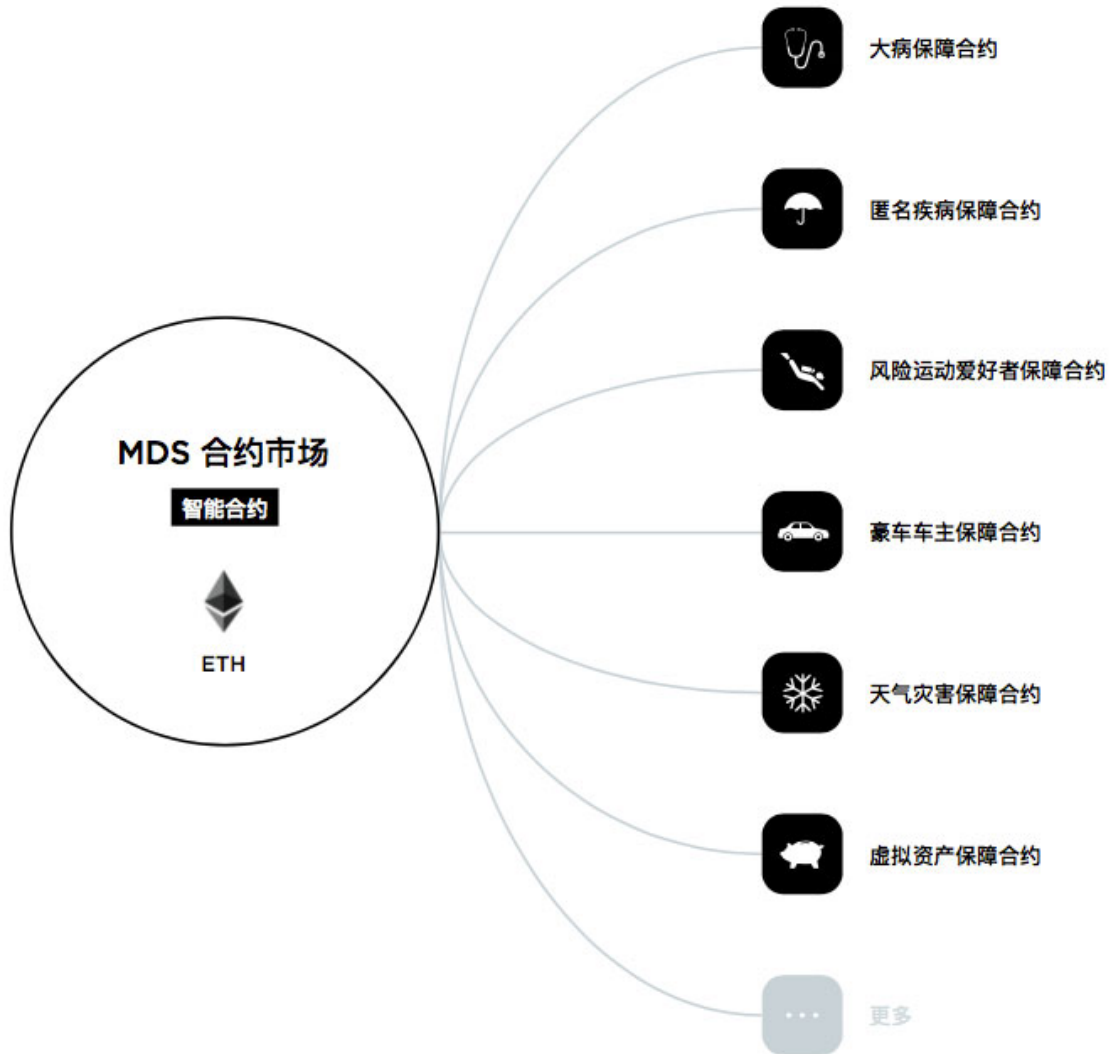 大病保障合约
匿名疾病保障合约
风险运动爱好者保障合约
MDS 合约市场
智能合约
ETH
豪车车主保障合约
天气灾害保障合约
虚拟资产保障合约
更多